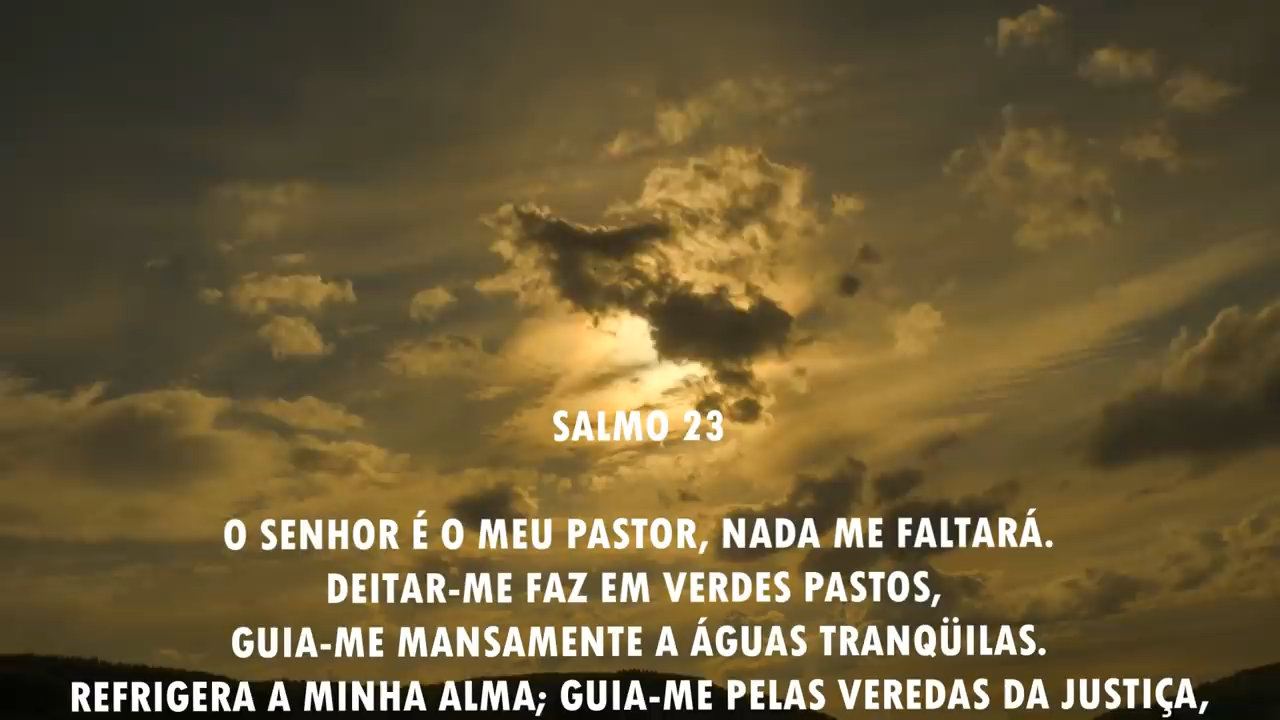 SALMO 23
O SENHOR É O MEU PASTOR, NADA ME FALTARÁ.
DEITAR-ME FAZ EM VERDES PASTOS,
GUIA-ME MANSAMENTE A ÁGUAS TRANQÜILAS.
REFRIGERA A MINHA ALMA; GUIA-ME PELAS VEREDAS DA JUSTIÇA,